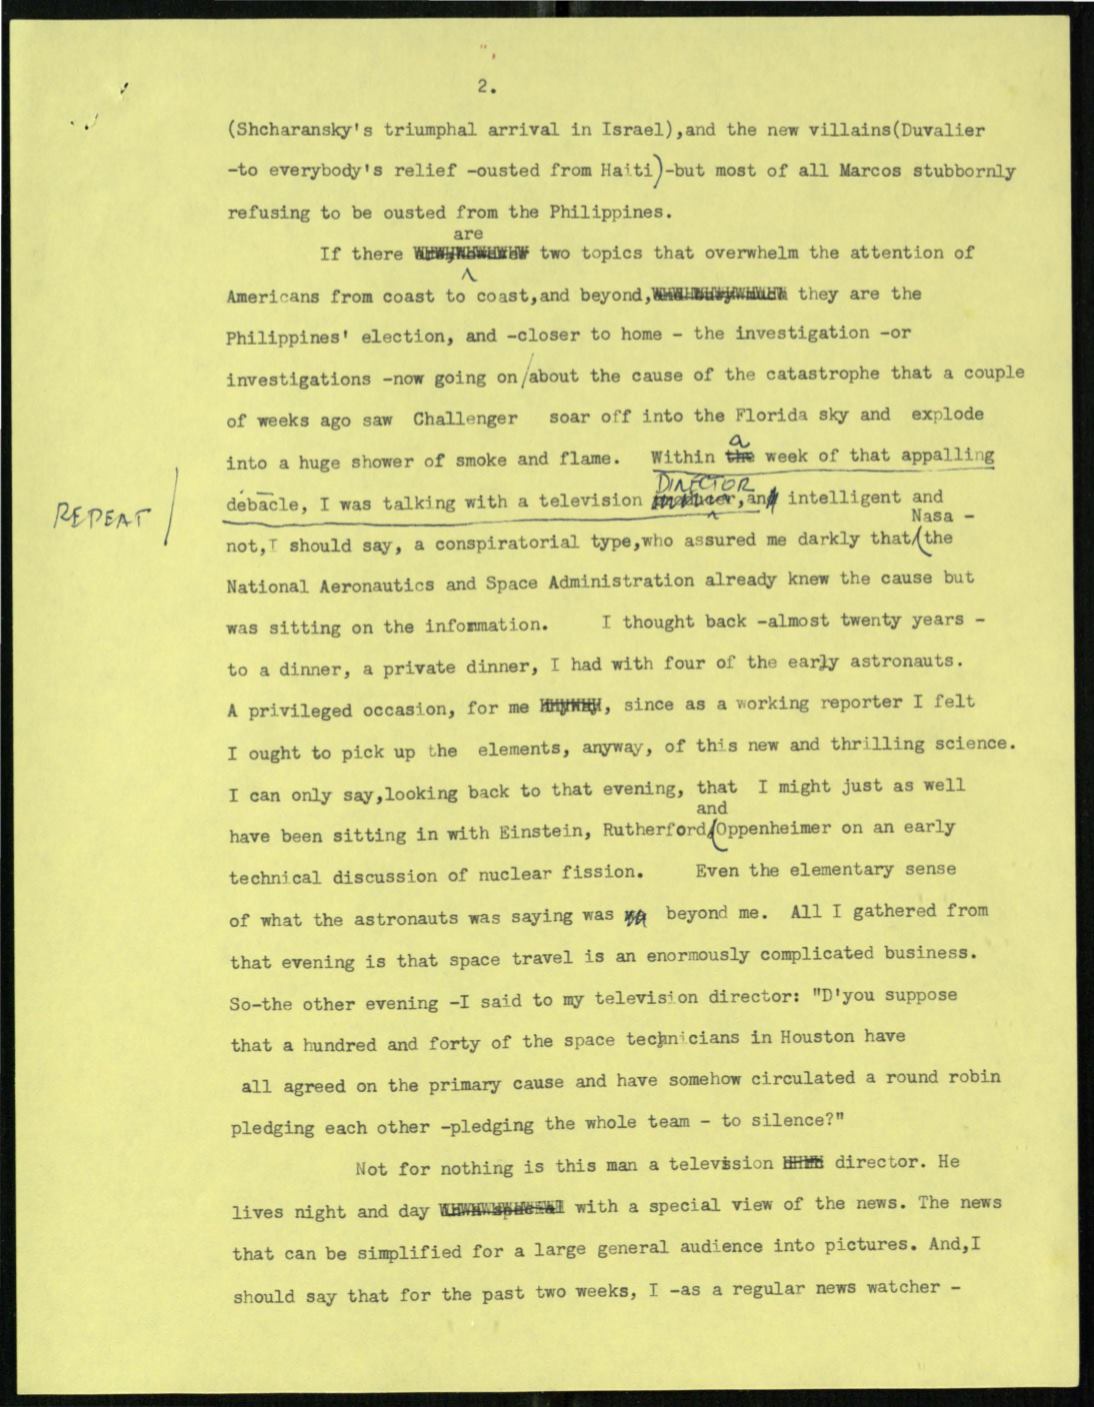 2.
(Shcharansky's triumphal arrival in Israel),and the new villains(Duvalier
-to everybody's relief -ousted from Haiti)-but most of all Marcos stubbornly
refusing to be ousted from the Philippines.
are
If there two topics that overwhelm the attention of
Americans from coast to coast,and beyond, they are the
Philippines' election, and -closer to home - the investigation -or
investigations -now going on/about the cause of the catastrophe that a couple
of weeks ago saw Challenger soar off into the Florida sky and explode
a
into a huge shower of smoke and flame. Within the week of that appalling
DIRECTOR
REPEAT
débacle, I was talking with a television producer, an intelligent and
Nasa -
not,I should say, a conspiratorial type,who assured me darkly that(the
National Aeronautics and Space Administration already knew the cause but
was sitting on the information. I thought back -almost twenty years -
to a dinner, a private dinner, I had with four of the early astronauts.
A privileged occasion, for me , since as a working reporter I felt
I ought to pick up the elements, anyway, of this new and thrilling science.
I can only say,looking back to that evening, that I might just as well
and
have been sitting in with Einstein, Rutherford(Oppenheimer on an early
technical discussion of nuclear fission. Even the elementary sense
of what the astronauts was saying was beyond me. All I gathered from
that evening is that space travel is an enormously complicated business.
So-the other evening -I said to my television director: "D'you suppose
that a hundred and forty of the space technicians in Houston have
all agreed on the primary cause and have somehow circulated a round robin
pledging each other -pledging the whole team - to silence?"
Not for nothing is this man a television director. He
lives night and day with a special view of the news. The news
that can be simplified for a large general audience into pictures. And,I
should say that for the past two weeks, I -as a regular news watcher -